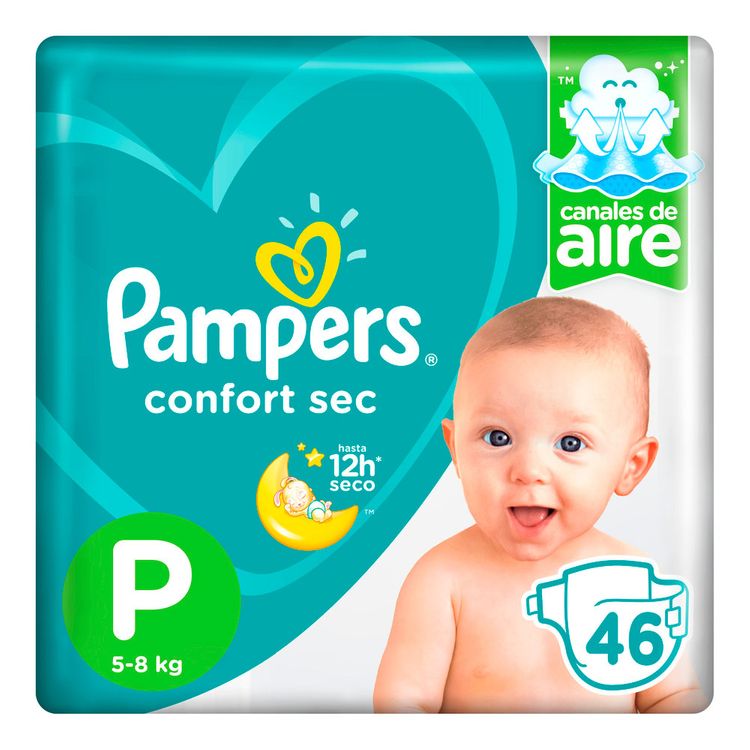 TM
canales de
aire
Pampers®
confort sec
hasta
12h*
seco
TM
P
5-8 kg
46